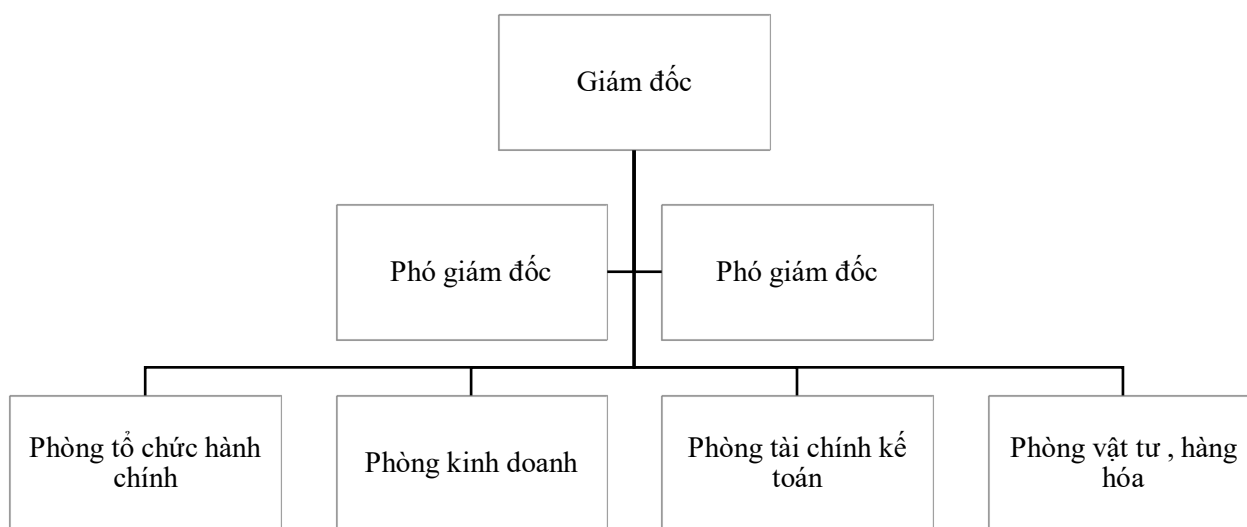 Giám đốc
Phó giám đốc
Phó giám đốc
Phòng tổ chức hành
chính
Phòng kinh doanh
Phòng tài chính kế
toán
Phòng vật tư , hàng
hóa